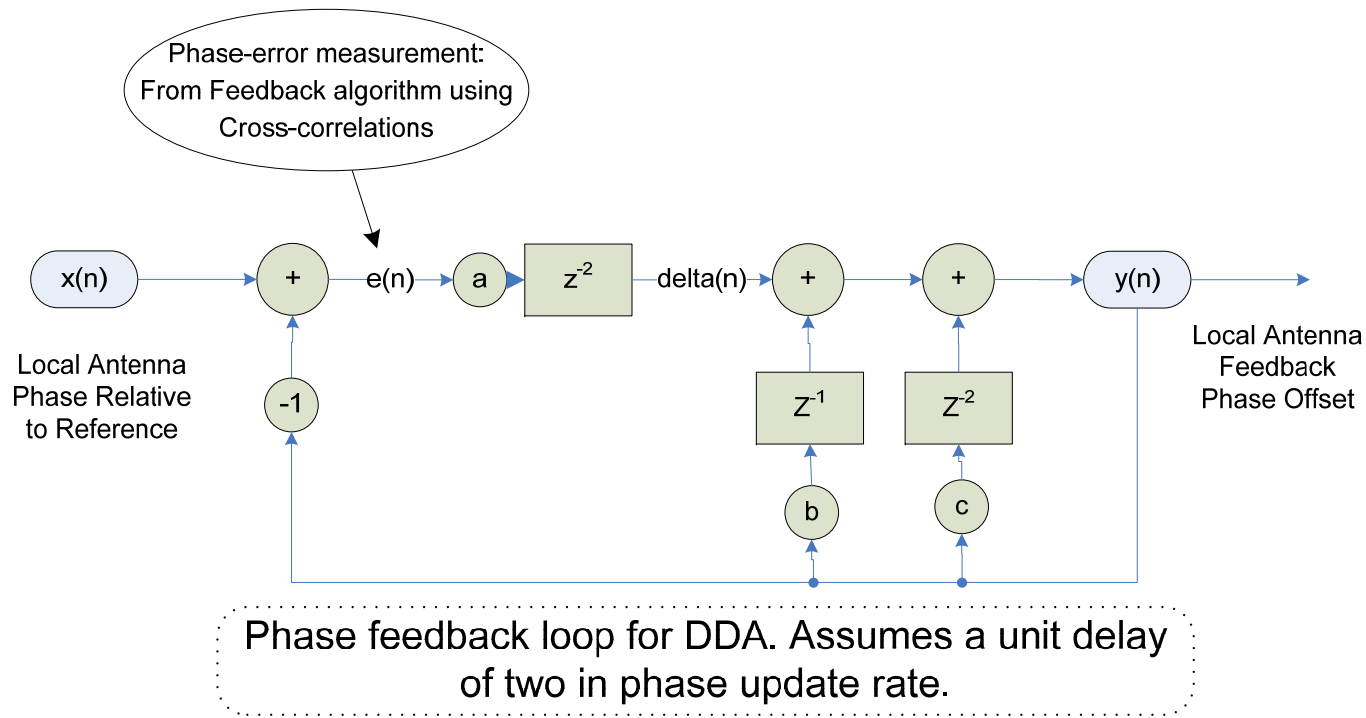 Phase-error measurement:
From Feedback algorithm using
Cross-correlations
x(n)
+
e(n)
a
z⁻²
delta(n)
+
+
y(n)
Local Antenna
Phase Relative
to Reference
-1
Z⁻¹
Z⁻²
Local Antenna
Feedback
Phase Offset
b
c
Phase feedback loop for DDA. Assumes a unit delay
of two in phase update rate.